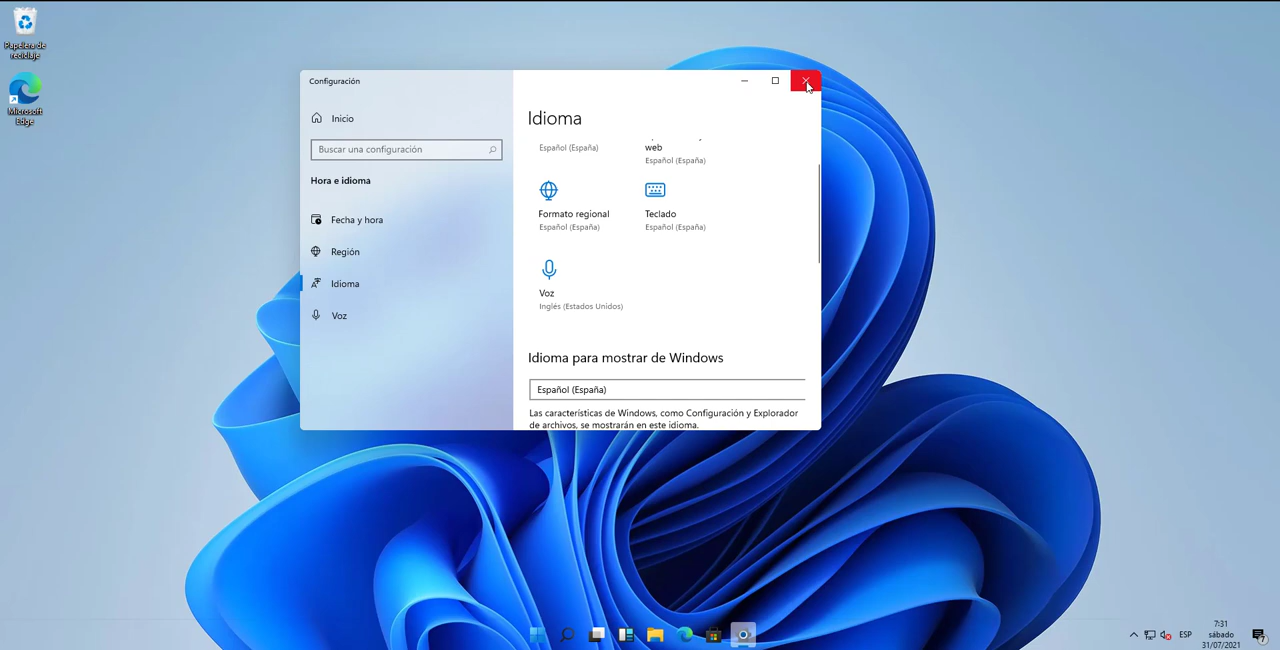 Papelera de
reciclaje
Microsoft
Edge
Configuración
Inicio
Buscar una configuración
Hora e idioma
Fecha y hora
Región
Idioma
Voz
Idioma
Español (España)
web
Español (España)
Formato regional
Español (España)
Teclado
Español (España)
Voz
Inglés (Estados Unidos)
Idioma para mostrar de Windows
Español (España)
Las características de Windows, como Configuración y Explorador
de archivos, se mostrarán en este idioma.
ESP
7:31
sábado
31/07/2021
7